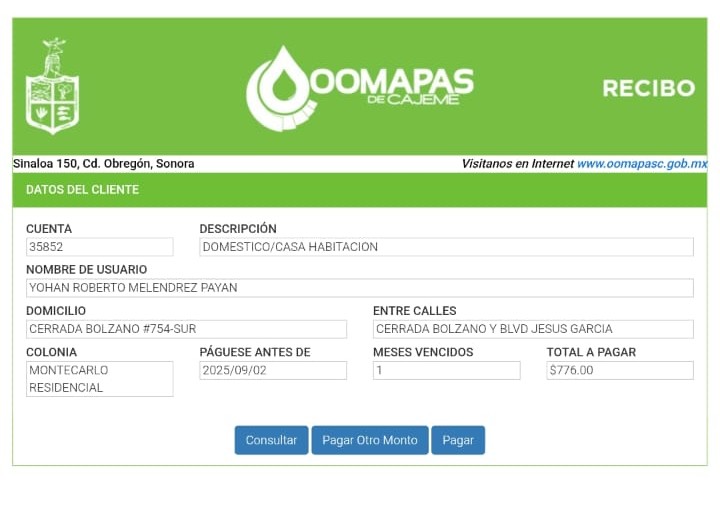 OOMAPAS
DE CAJEME
RECIBO
Sinaloa 150, Cd. Obregón, Sonora
Visitanos en Internet www.oomapasc.gob.mx
DATOS DEL CLIENTE
CUENTA
DESCRIPCIÓN
35852
DOMESTICO/CASA HABITACION
NOMBRE DE USUARIO
YOHAN ROBERTO MELENDREZ PAYAN
DOMICILIO
ENTRE CALLES
CERRADA BOLZANO #754-SUR
CERRADA BOLZANO Y BLVD JESUS GARCIA
COLONIA
PÁGUESE ANTES DE
MESES VENCIDOS
TOTAL A PAGAR
MONTECARLO
RESIDENCIAL
2025/09/02
1
$776.00
Consultar
Pagar Otro Monto
Pagar